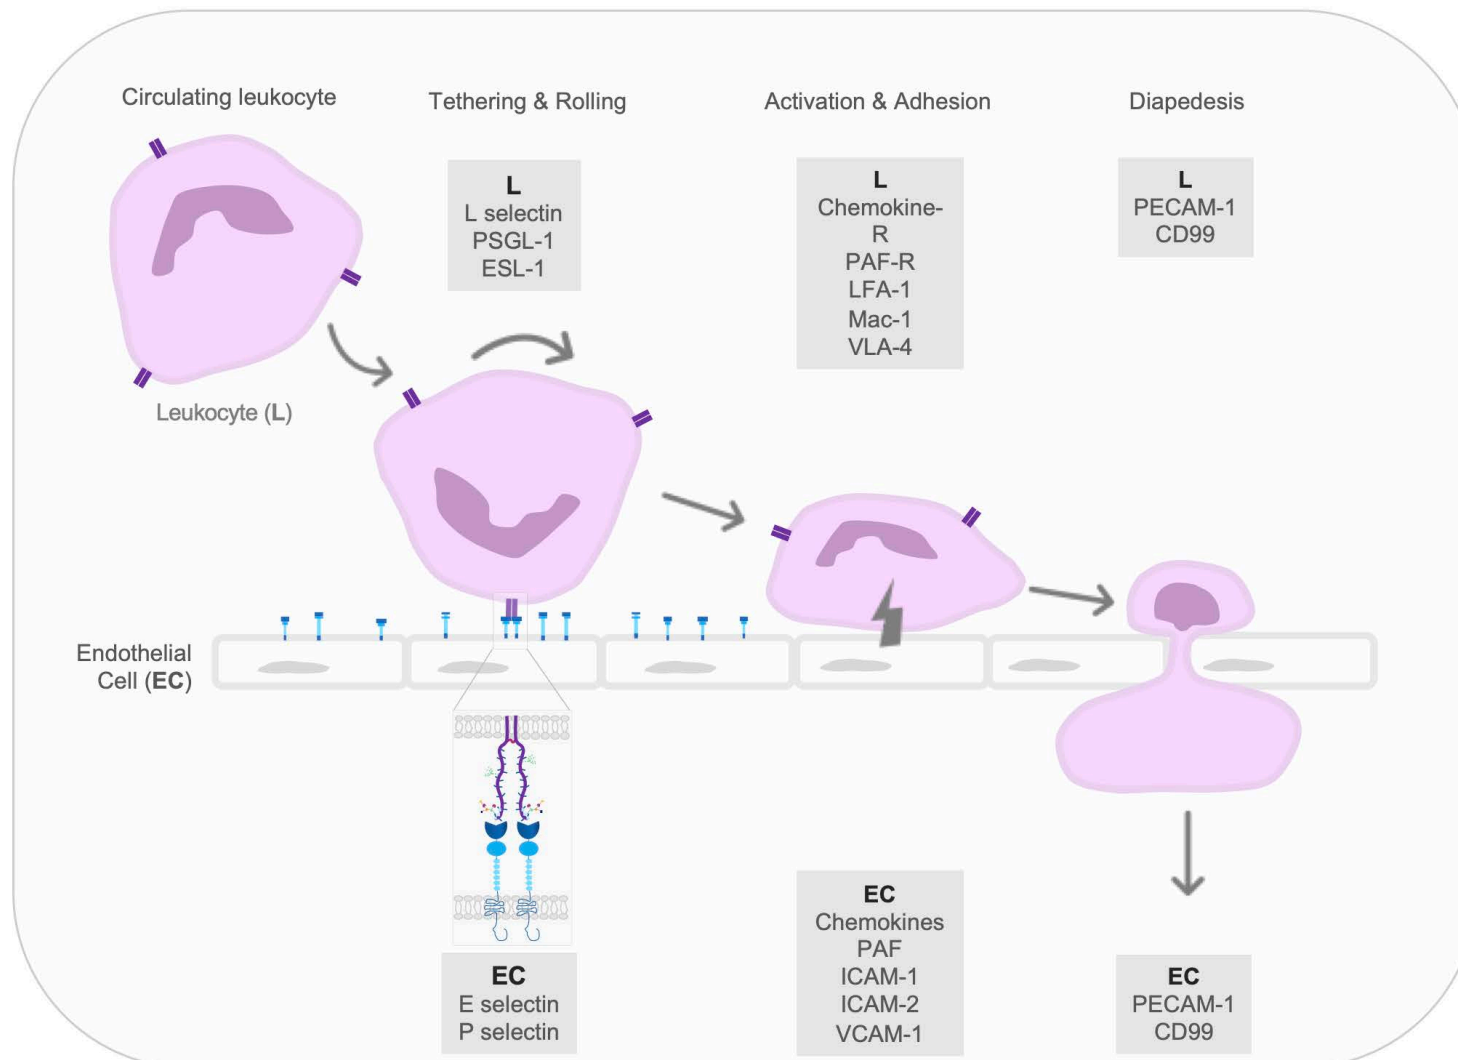 Circulating leukocyte
Tethering & Rolling
Activation & Adhesion
Diapedesis
L
L selectin
PSGL-1
ESL-1
L
Chemokine-
R
PAF-R
LFA-1
Mac-1
VLA-4
L
PECAM-1
CD99
Leukocyte (L)
Endothelial
Cell (EC)
EC
E selectin
P selectin
EC
Chemokines
PAF
ICAM-1
ICAM-2
VCAM-1
EC
PECAM-1
CD99